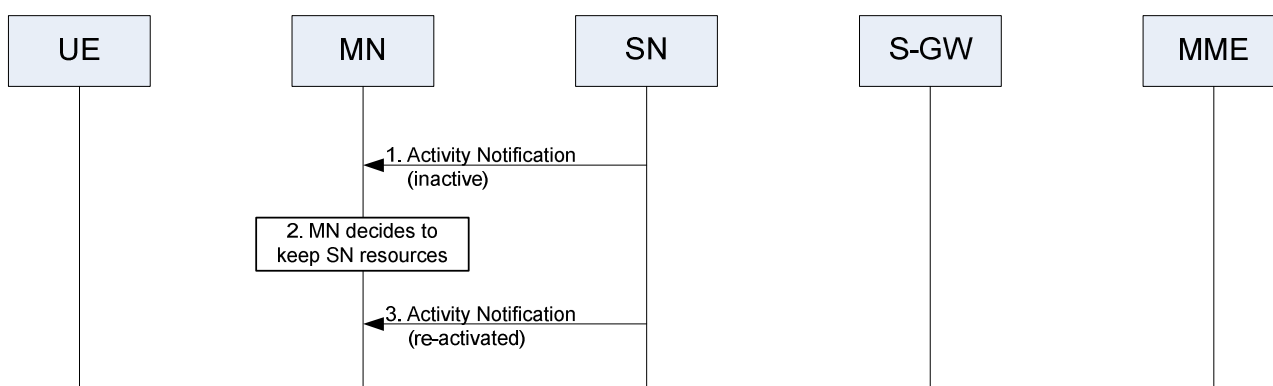 UE
MN
SN
S-GW
MME
1. Activity Notification
(inactive)
2. MN decides to
keep SN resources
3. Activity Notification
(re-activated)